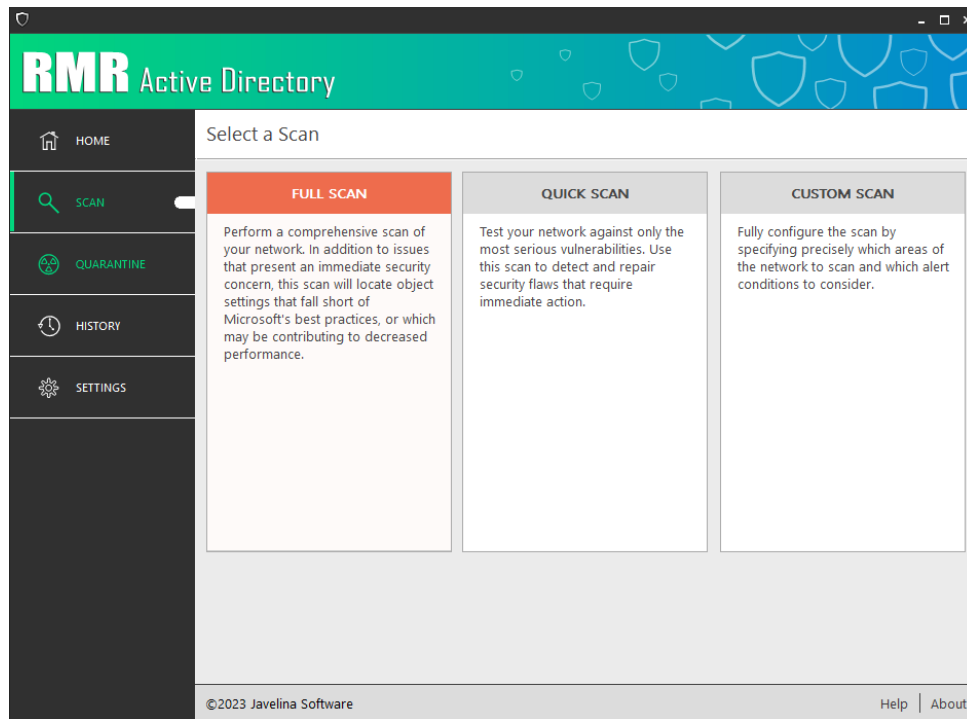 RMR Active Directory
HOME
SCAN
QUARANTINE
HISTORY
SETTINGS
Select a Scan
FULL SCAN
Perform a comprehensive scan of
your network. In addition to issues
that present an immediate security
concern, this scan will locate object
settings that fall short of
Microsoft's best practices, or which
may be contributing to decreased
performance.
QUICK SCAN
Test your network against only the
most serious vulnerabilities. Use
this scan to detect and repair
security flaws that require
immediate action.
CUSTOM SCAN
Fully configure the scan by
specifying precisely which areas of
the network to scan and which alert
conditions to consider.
©2023 Javelina Software
Help | About